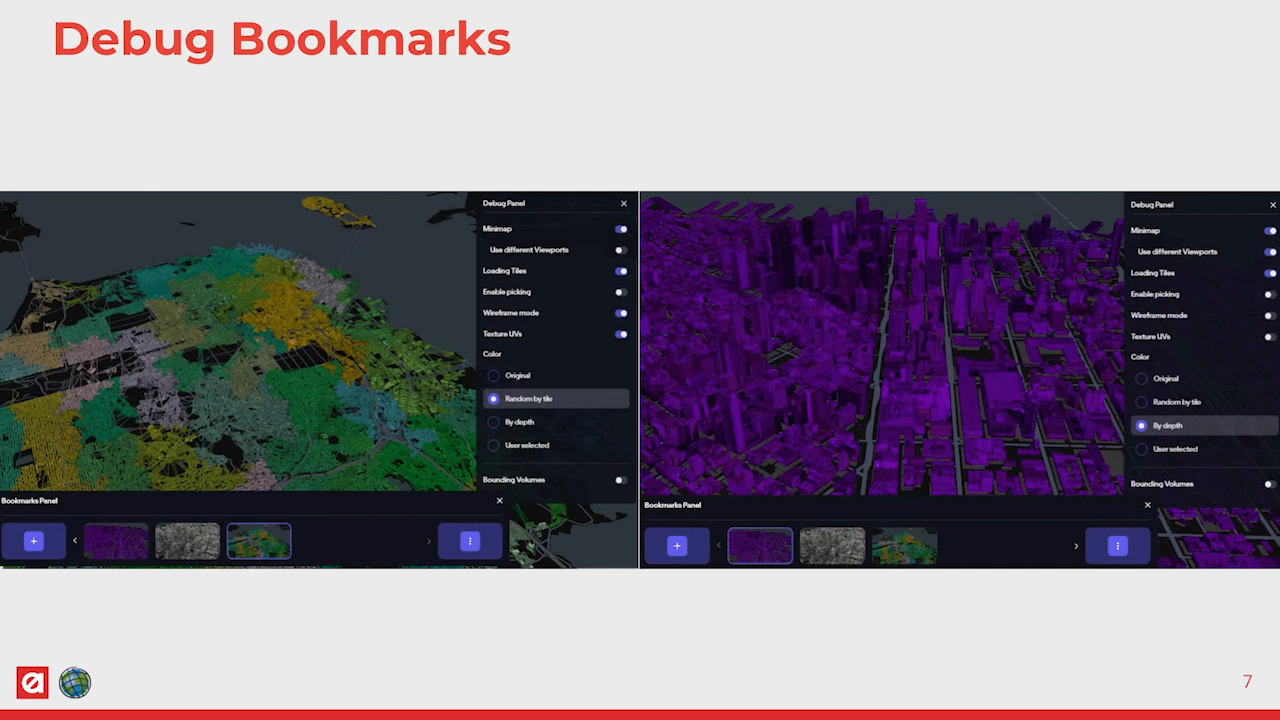 Debug Bookmarks
Debug Panel
Minimap
Use different Viewports
Loading Tiles
Enable picking
Wireframe mode
Texture UVs
Color
Original
Random by tile
By depth
User selected
Bounding Volumes
Bookmarks Panel
Debug Panel
Minimap
Use different Viewports
Loading Tiles
Enable picking
Wireframe mode
Texture UVs
Color
Original
Random by tile
By depth
User selected
Bounding Volumes
Bookmarks Panel
7